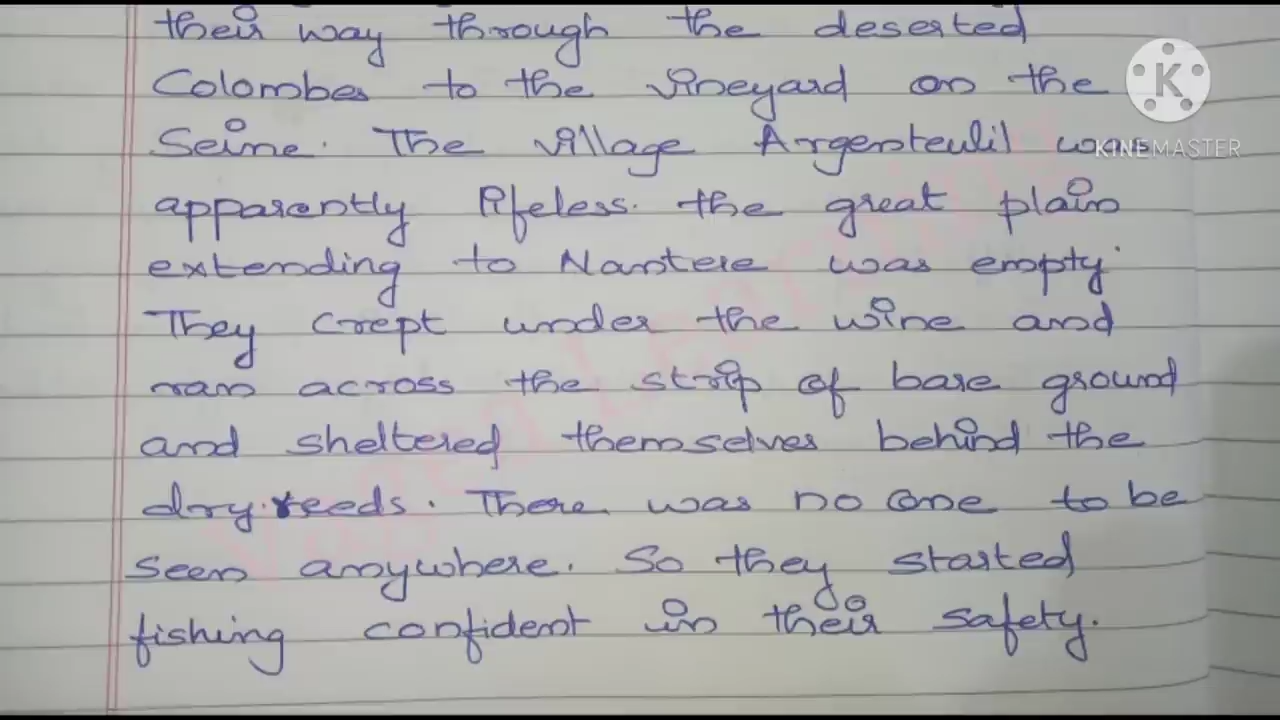 their way through the deserted
Colombes to the vineyard on the
Seine. The village Argenteulil was
apparently lifeless. the great plain
extending to Nantere was empty.
They crept under the wine and
ran across the strip of bare ground
and sheltered themselves behind the
dry reeds. There was no one to be
seen anywhere. So they started
fishing confident in their safety.
K
KINEMASTER